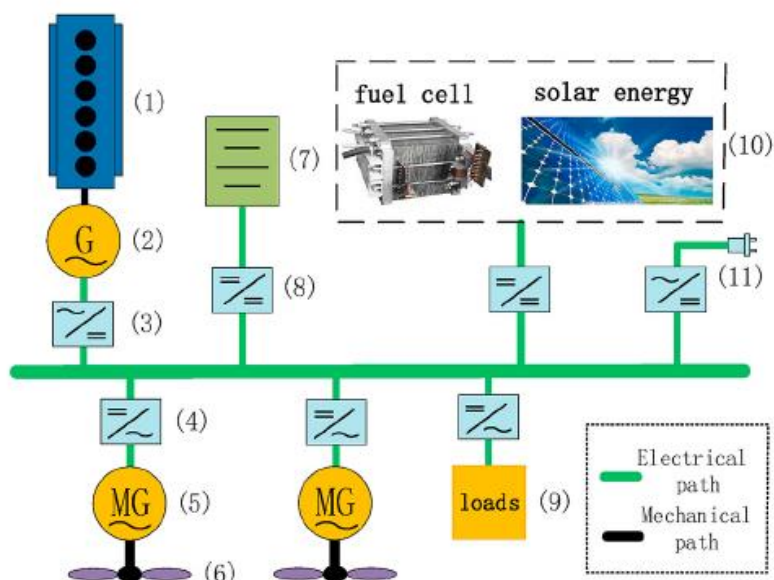 fuel cell
solar energy
(1)
(7)
(10)
G
(2)
(8)
(11)
(3)
(4)
MG
(5)
MG
loads
(9)
(6)
Electrical
path
Mechanical
path